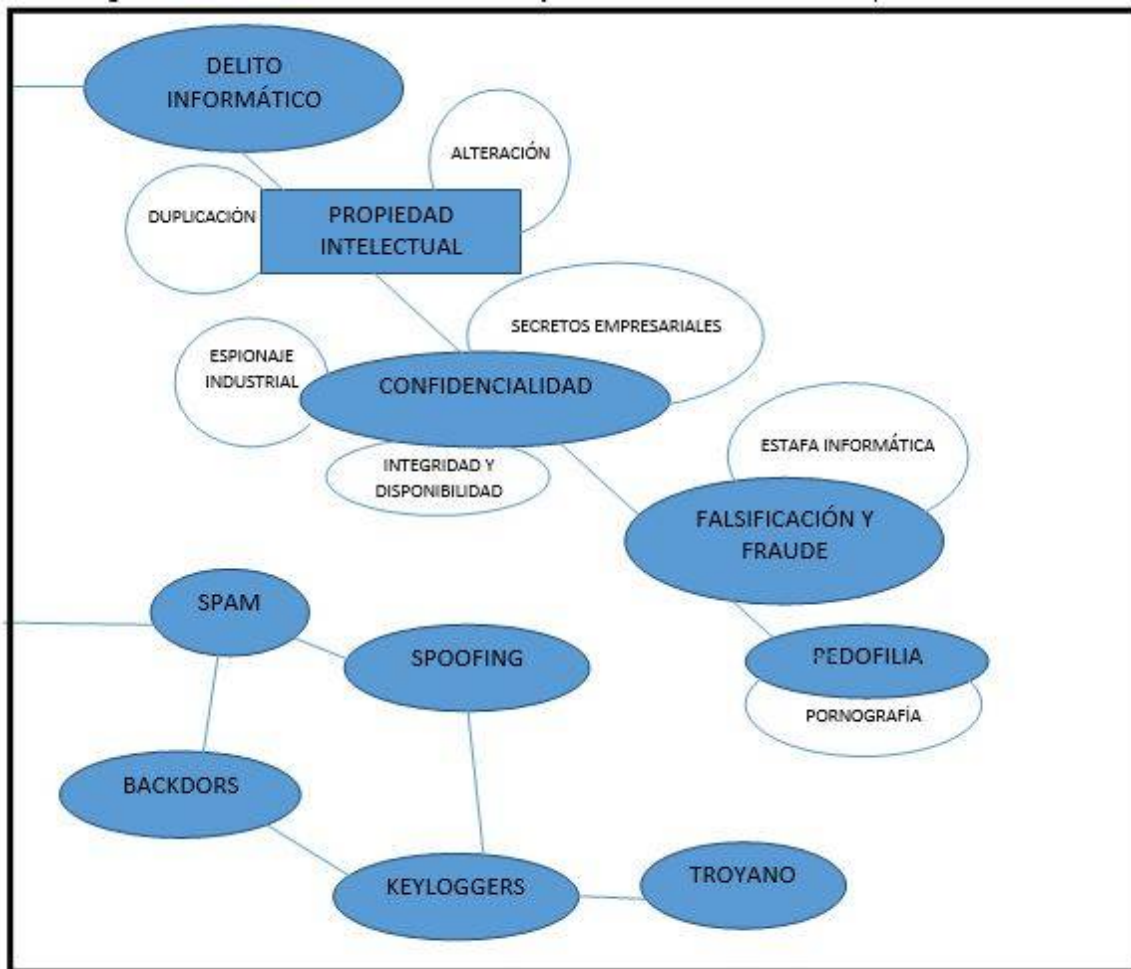 DELITO
INFORMÁTICO
ALTERACIÓN
DUPLICACIÓN
PROPIEDAD
INTELECTUAL
SECRETOS EMPRESARIALES
ESPIONAJE
INDUSTRIAL
CONFIDENCIALIDAD
INTEGRIDAD Y
DISPONIBILIDAD
ESTAFA INFORMÁTICA
FALSIFICACIÓN Y
FRAUDE
SPAM
SPOOFING
PEDOFILIA
PORNOGRAFÍA
BACKDORS
KEYLOGGERS
TROYANO